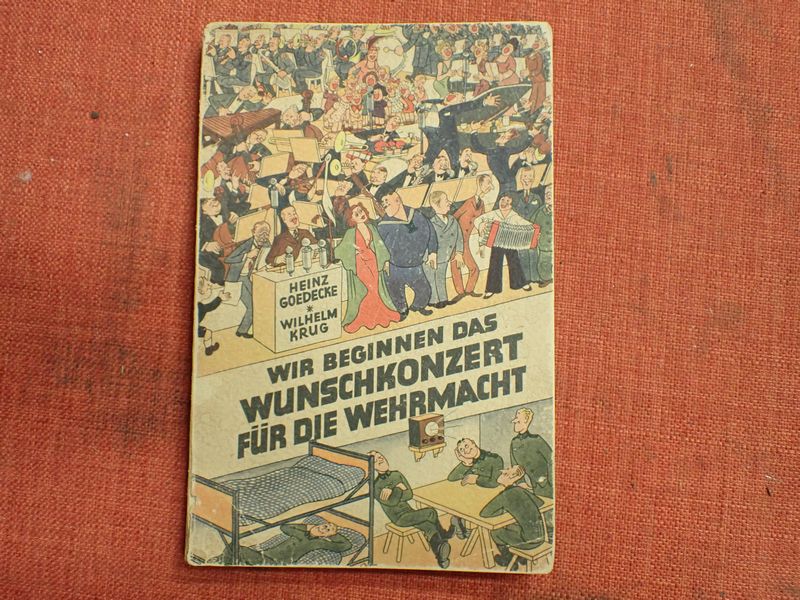 HEINZ
GOEDECKE
*
WILHELM
KRUG
WIR BEGINNEN DAS
WUNSCHKONZERT
FÜR DIE WEHRMACHT